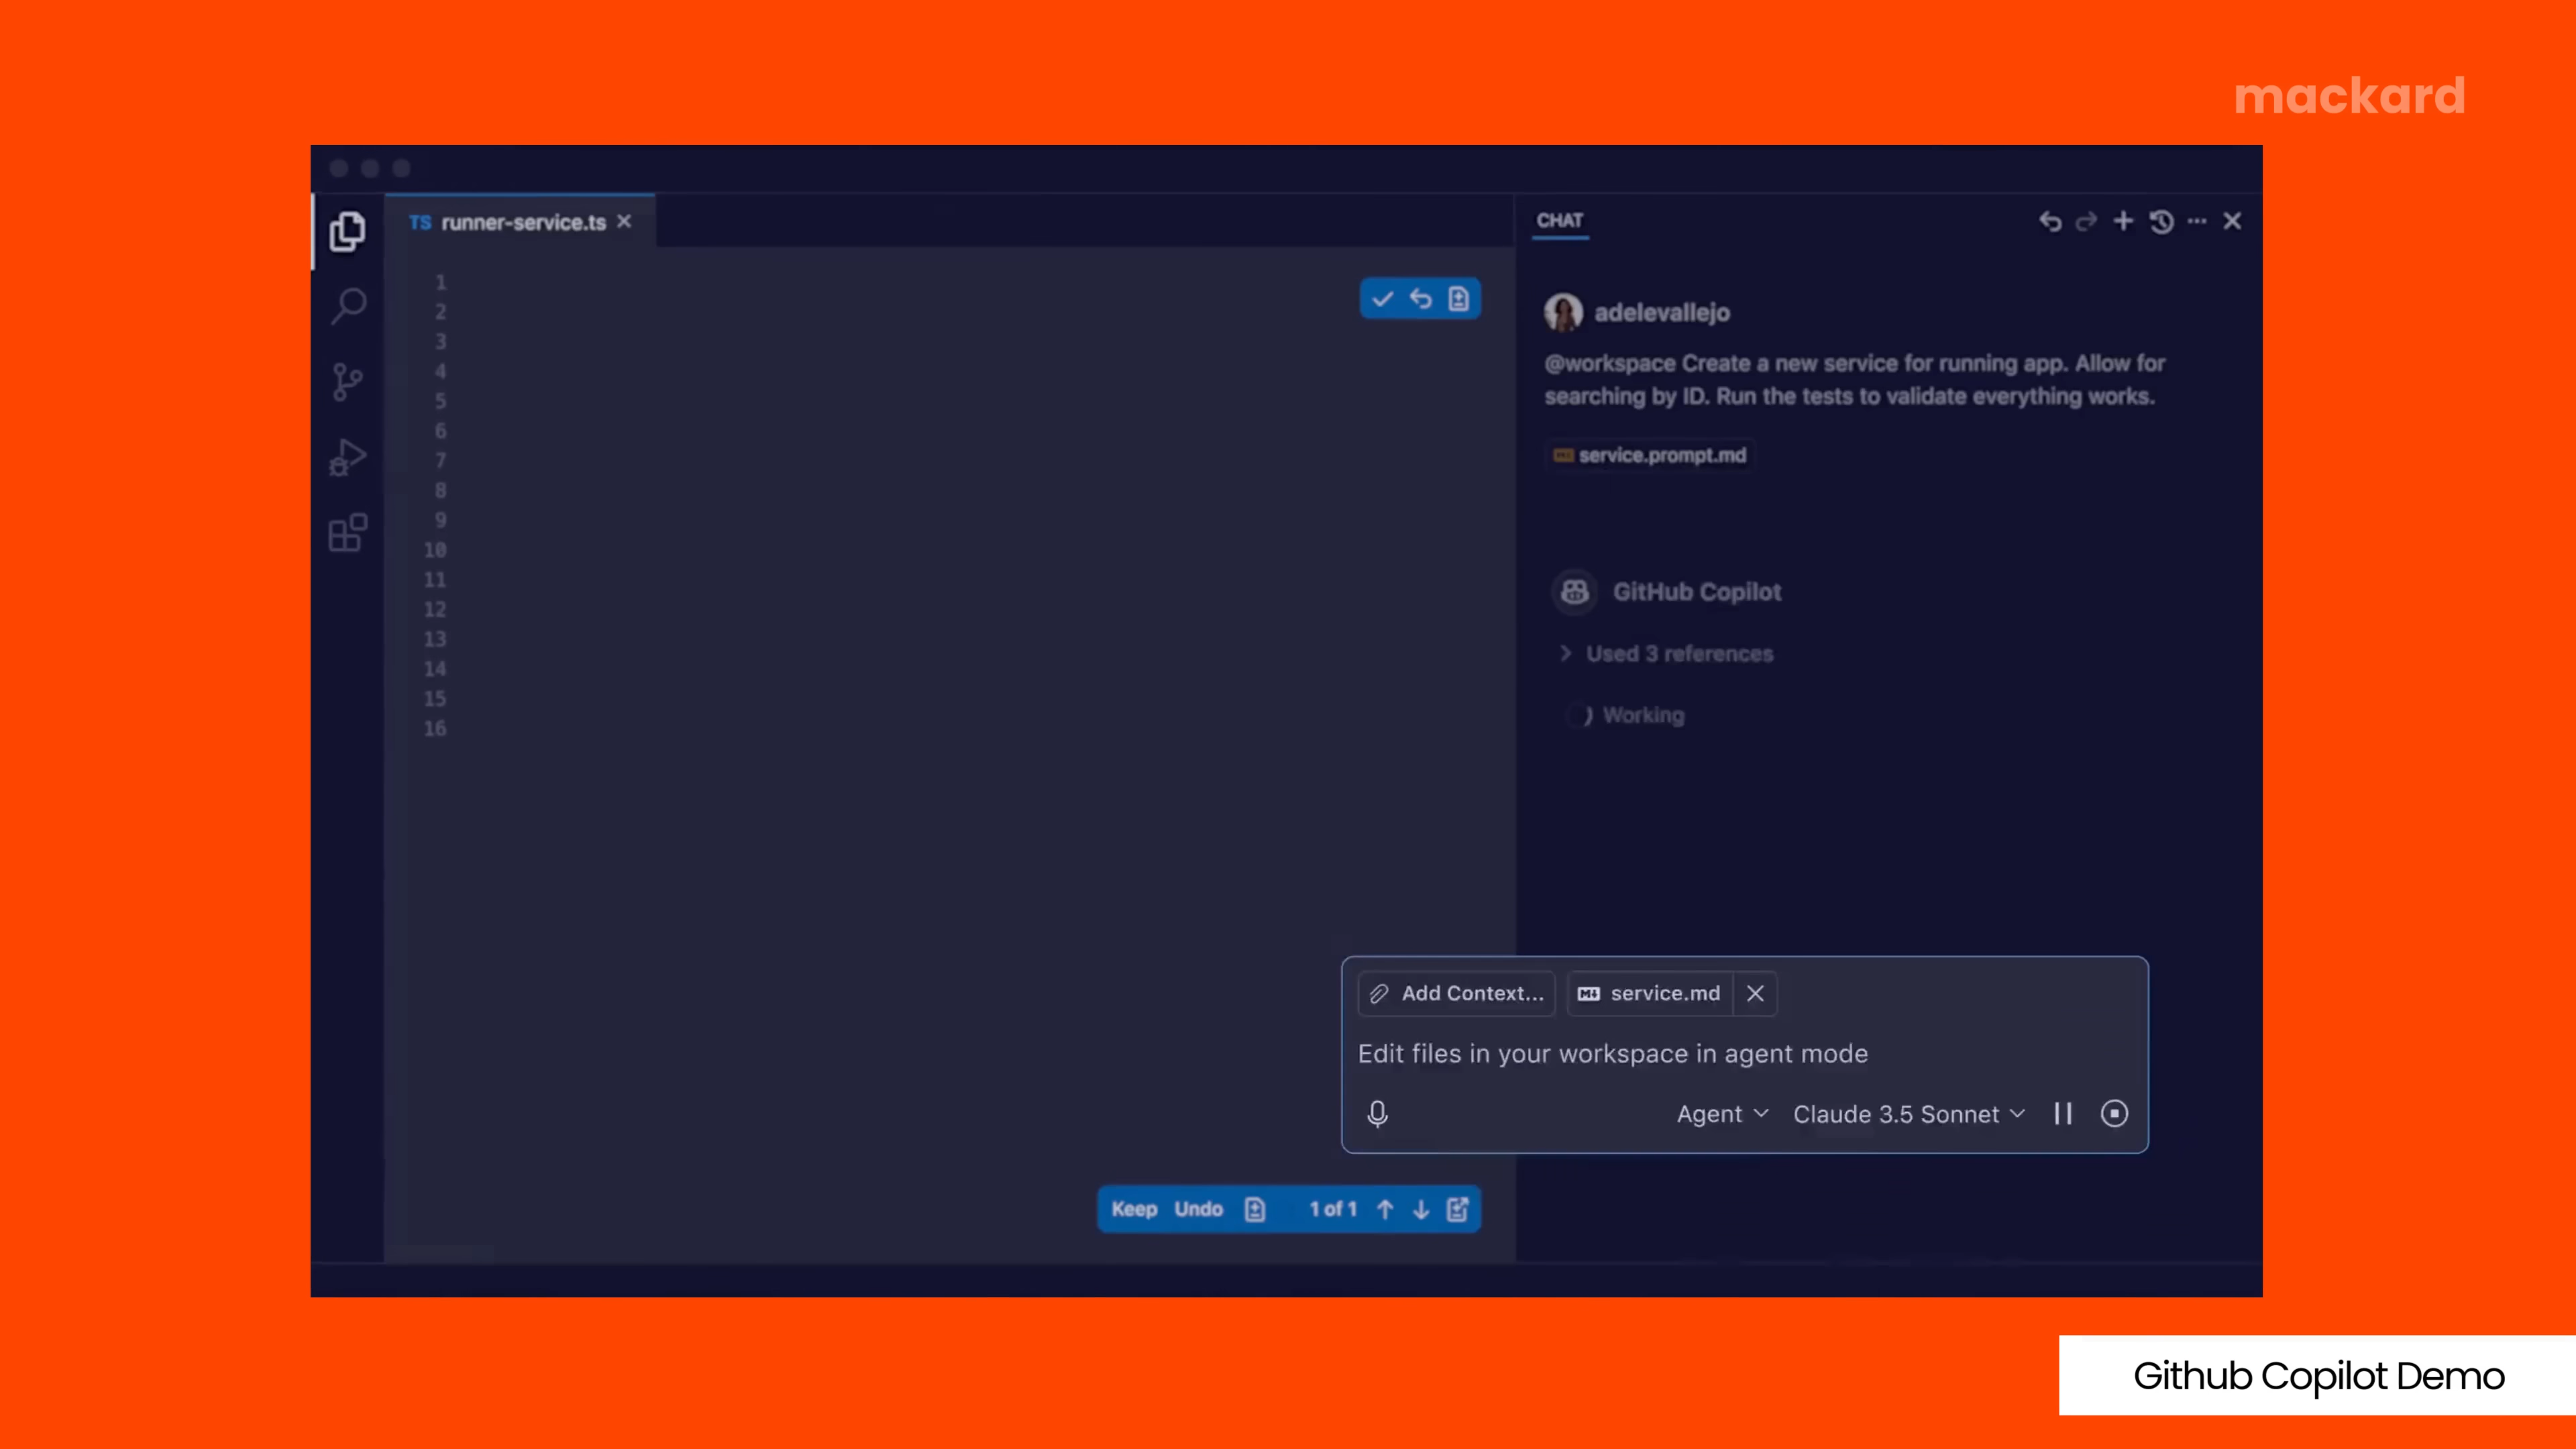 mackard
TS runner-service.ts
1
2
3
4
5
6
7
8
9
10
11
12
13
14
15
16
CHAT
adelevallejo
@workspace Create a new service for running app. Allow for
searching by ID. Run the tests to validate everything works.
service.prompt.md
GitHub Copilot
Used 3 references
Working
Add Context...
M↓ service.md
Edit files in your workspace in agent mode
Agent
Claude 3.5 Sonnet
Keep Undo 1 of 1
Github Copilot Demo